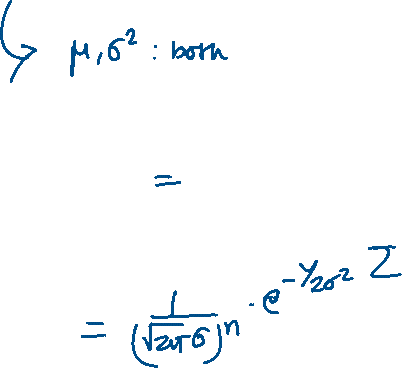 ↳ μ, σ² : both
=
= 1/(√2π σ)ⁿ · e^(-1/2σ²) Σ